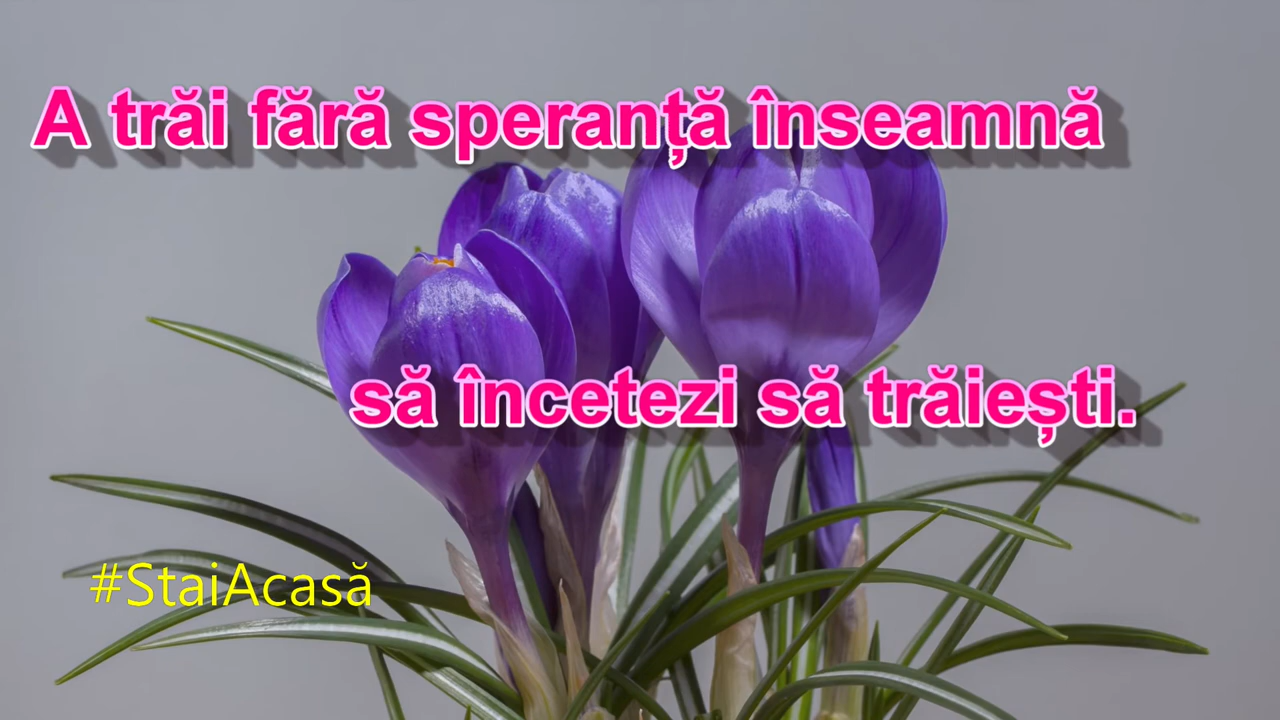 A trăi fără speranță înseamnă
să încetezi să trăiești.
#StaiAcasă